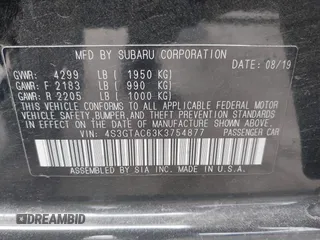 MFD BY SUBARU CORPORATION
DATE: 08/19
GVWR: 4299 LB ( 1950 KG)
GAWR: F 2183 LB ( 990 KG)
GAWR: R 2205 LB ( 1000 KG)
THIS VEHICLE CONFORMS TO ALL APPLICABLE FEDERAL MOTOR
VEHICLE SAFETY, BUMPER, AND THEFT PREVENTION STANDARDS
IN EFFECT ON THE DATE OF MANUFACTURE SHOWN ABOVE.
VIN: 4S3GTAC63K3754877 PASSENGER CAR
ASSEMBLED BY SIA INC. MADE IN U.S.A.
DREAMBID